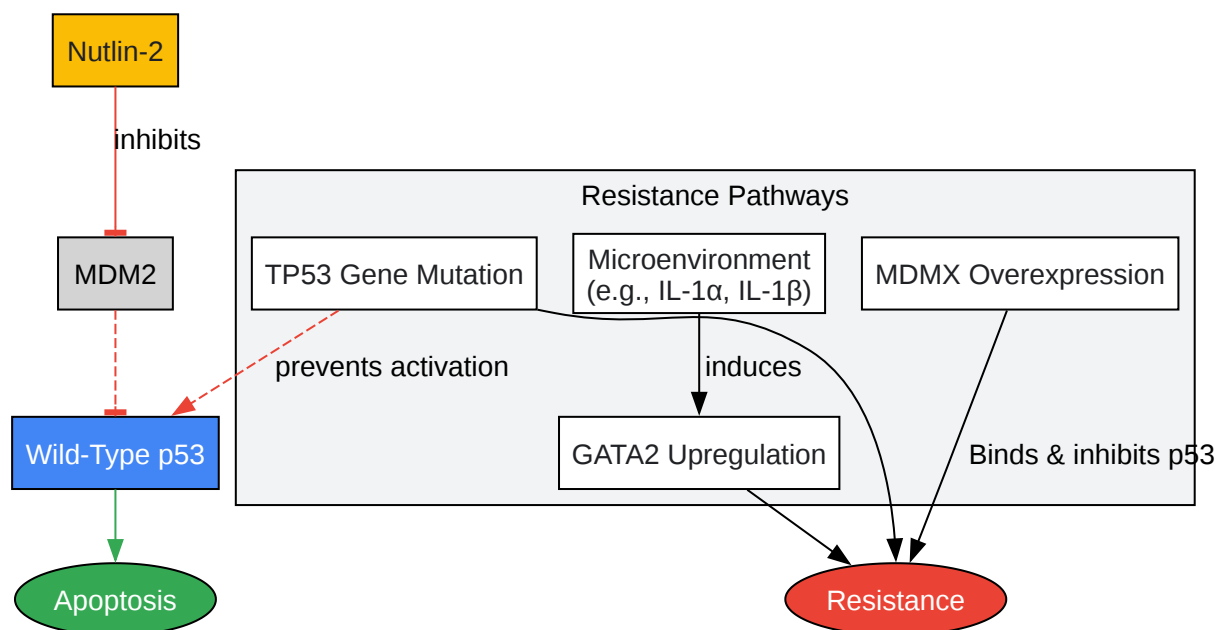 Nutlin-2
inhibits
Resistance Pathways
MDM2
TP53 Gene Mutation
Microenvironment
(e.g., IL-1α, IL-1β)
MDMX Overexpression
prevents activation
induces
Wild-Type p53
GATA2 Upregulation
Binds & inhibits p53
Apoptosis
Resistance